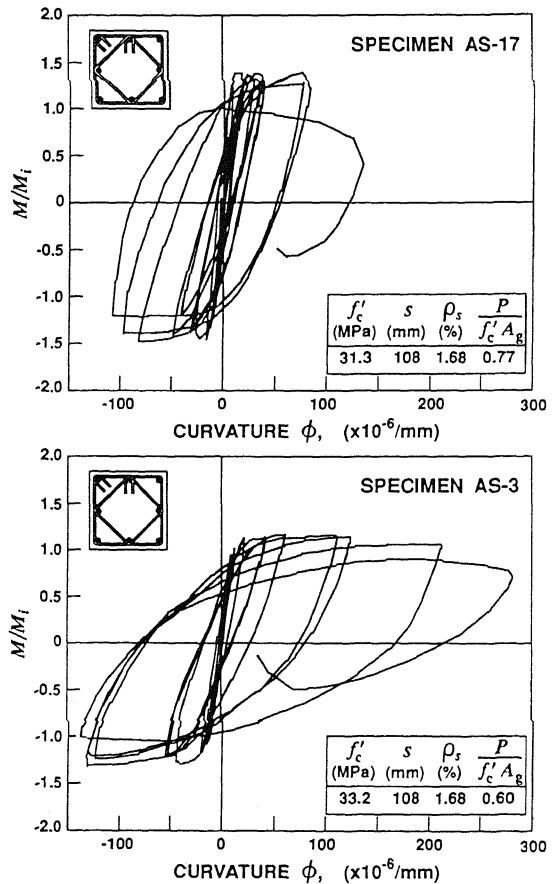 SPECIMEN AS-17
2.0
1.5
1.0
0.5
0
-0.5
-1.0
-1.5
2.0
M/Mi
f'c s ρs P
(MPa) (mm) (%) f'c Ag
31.3 108 1.68 0.77
-100 0 100 200 300
CURVATURE ϕ, (x10-6/mm)
SPECIMEN AS-3
2.0
1.5
1.0
0.5
0
-0.5
-1.0
-1.5
-2.0
M/Mi
f'c s ρs P
(MPa) (mm) (%) f'c Ag
33.2 108 1.68 0.60
-100 0 100 200 300
CURVATURE ϕ, (x10-6/mm)